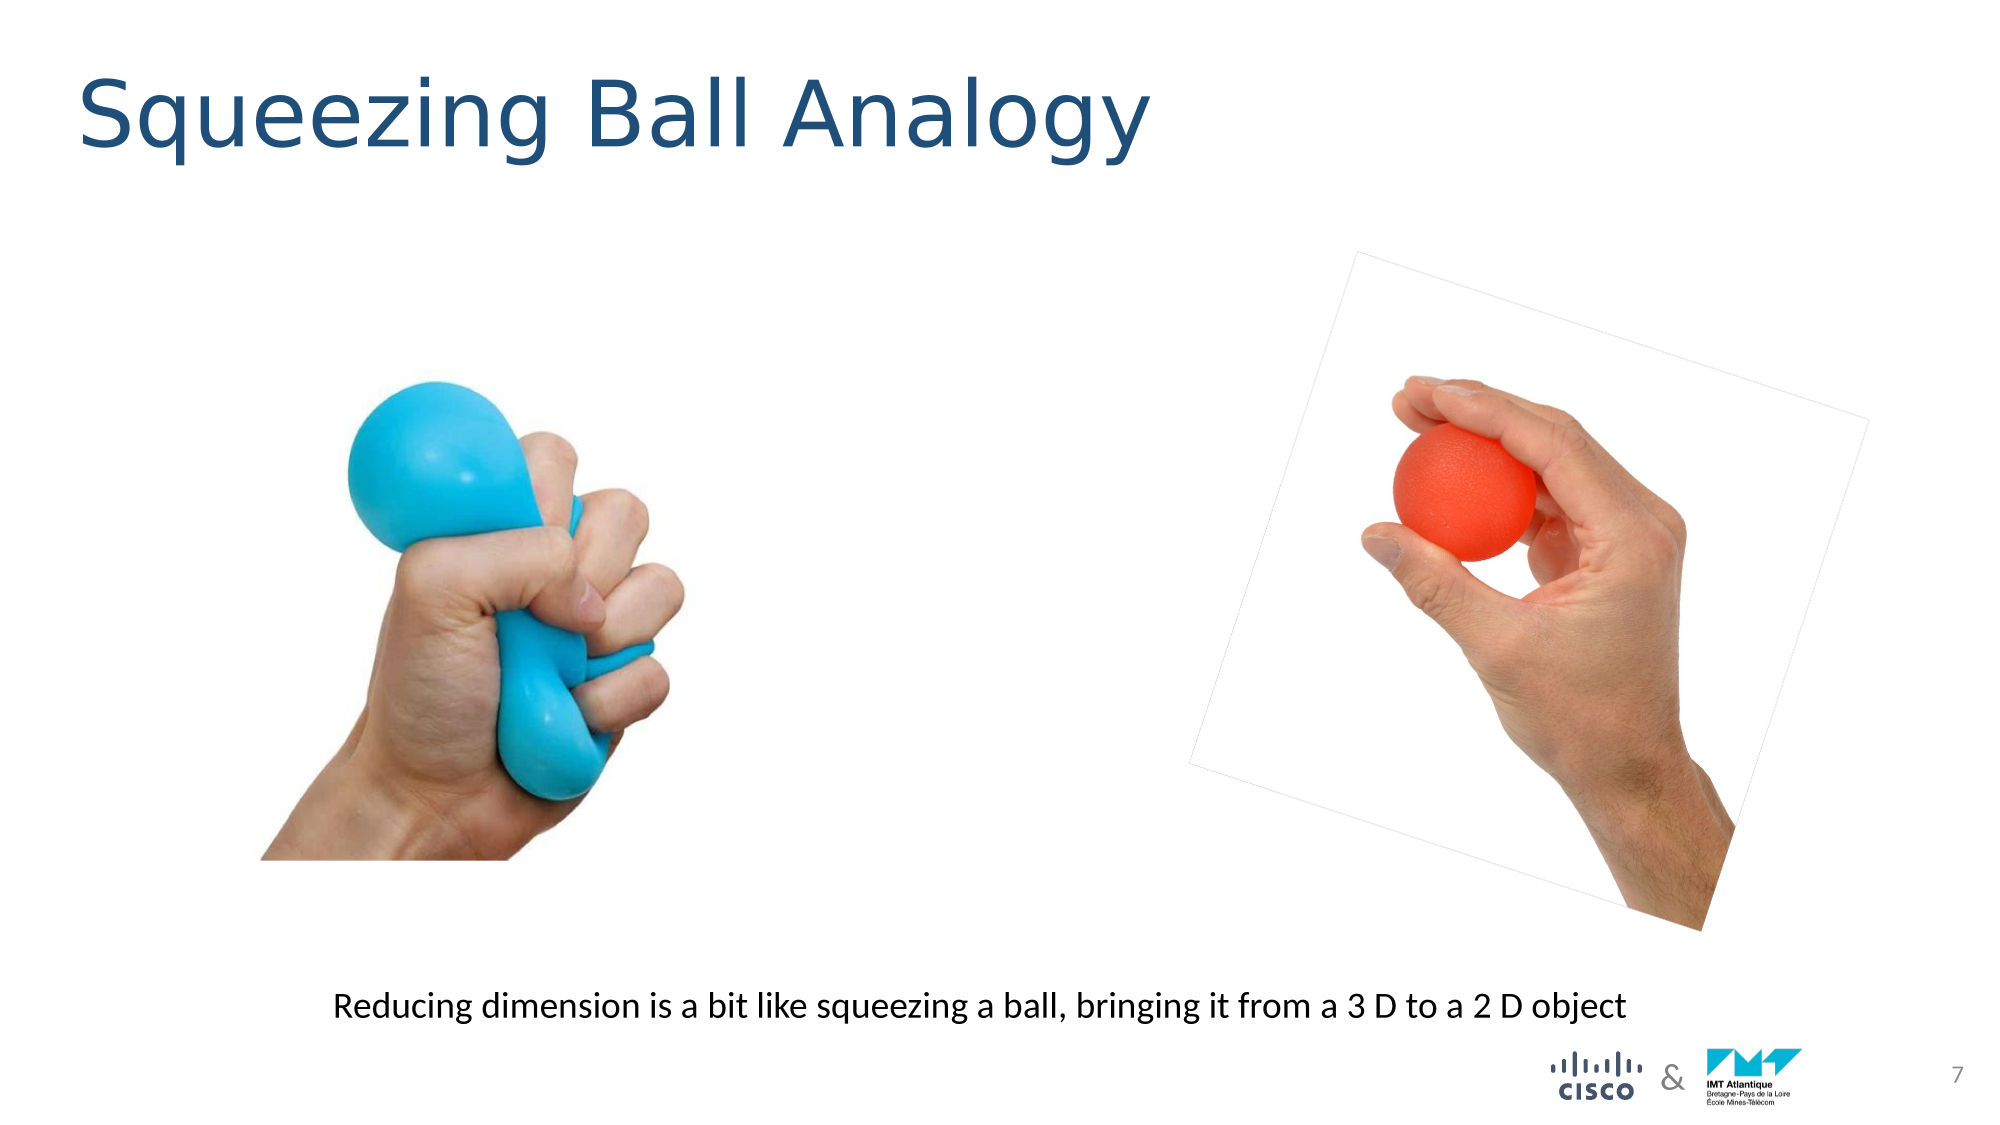 Squeezing Ball Analogy
Reducing dimension is a bit like squeezing a ball, bringing it from a 3 D to a 2 D object
CISCO
&
IMT Atlantique
Bretagne-Pays de la Loire
École Mines-Télécom
7